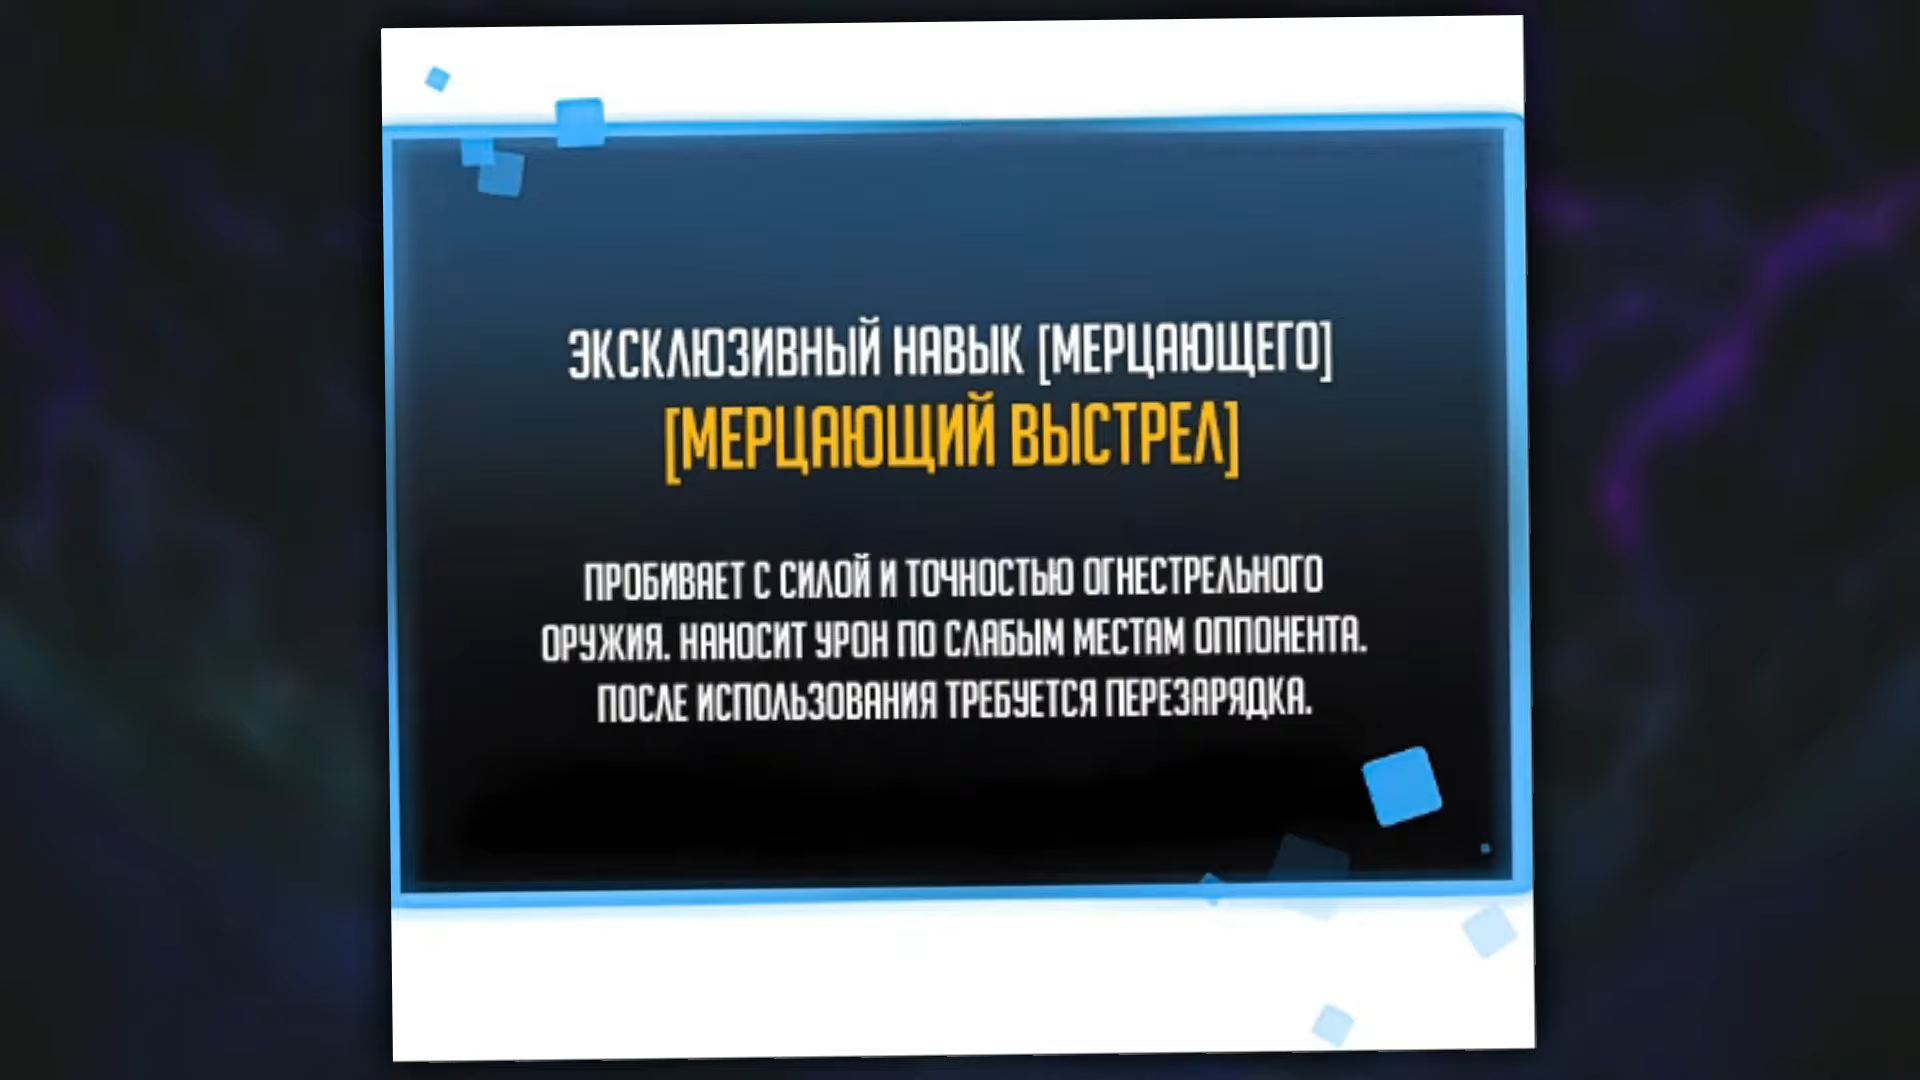 ЭКСКЛЮЗИВНЫЙ НАВЫК [МЕРЦАЮЩЕГО]
[МЕРЦАЮЩИЙ ВЫСТРЕЛ]
ПРОБИВАЕТ С СИЛОЙ И ТОЧНОСТЬЮ ОГНЕСТРЕЛЬНОГО
ОРУЖИЯ. НАНОСИТ УРОН ПО СЛАБЫМ МЕСТАМ ОППОНЕНТА.
ПОСЛЕ ИСПОЛЬЗОВАНИЯ ТРЕБУЕТСЯ ПЕРЕЗАРЯДКА.